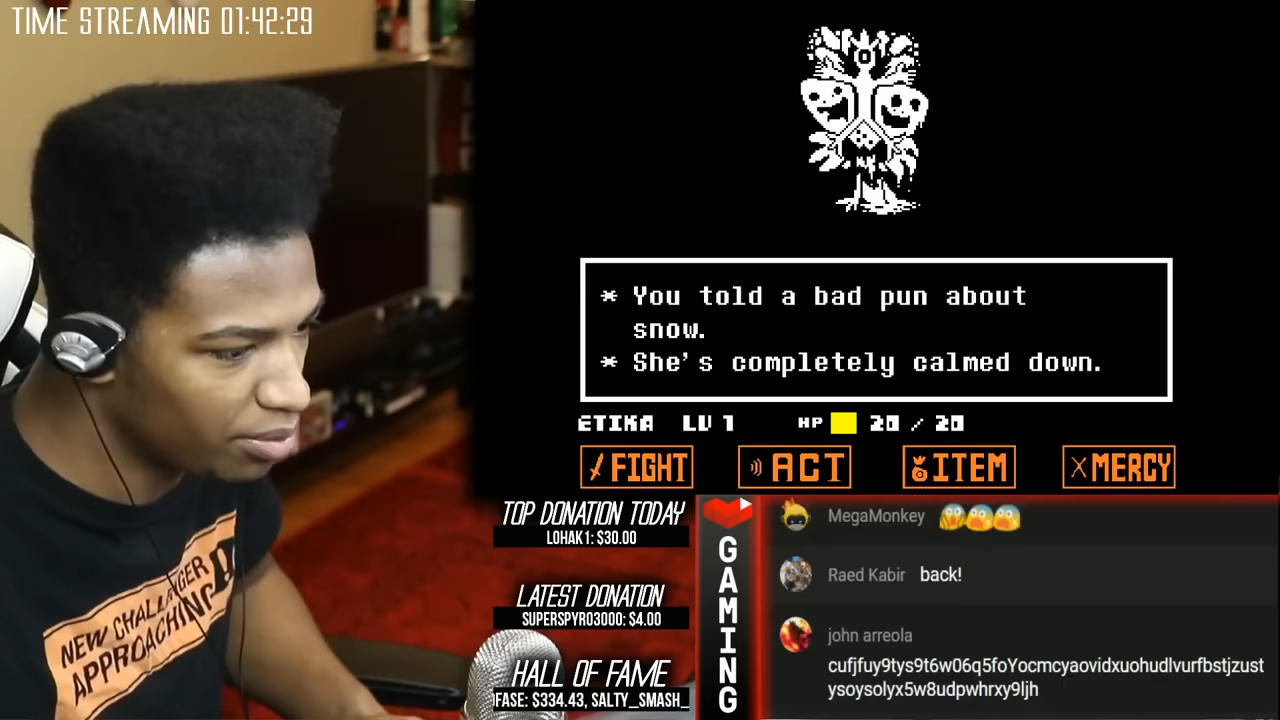 TIME STREAMING 01:42:29
* You told a bad pun about
snow.
* She's completely calmed down.
ETIKA LV 1 HP 20 / 20
FIGHT ACT ITEM MERCY
NEW CHALLENGER
APPROACHING!
TOP DONATION TODAY
LOHAK1: $30.00
LATEST DONATION
SUPERSPYRO3000: $4.00
HALL OF FAME
FASE: $334.43, SALTY_SMASH_
GAMING
MegaMonkey
Raed Kabir back!
john arreola
cufjfuy9tys9t6w06q5foYocmcyaovidxuohudlvurfbstjzust
ysoysolyx5w8udpwhrxy9ljh